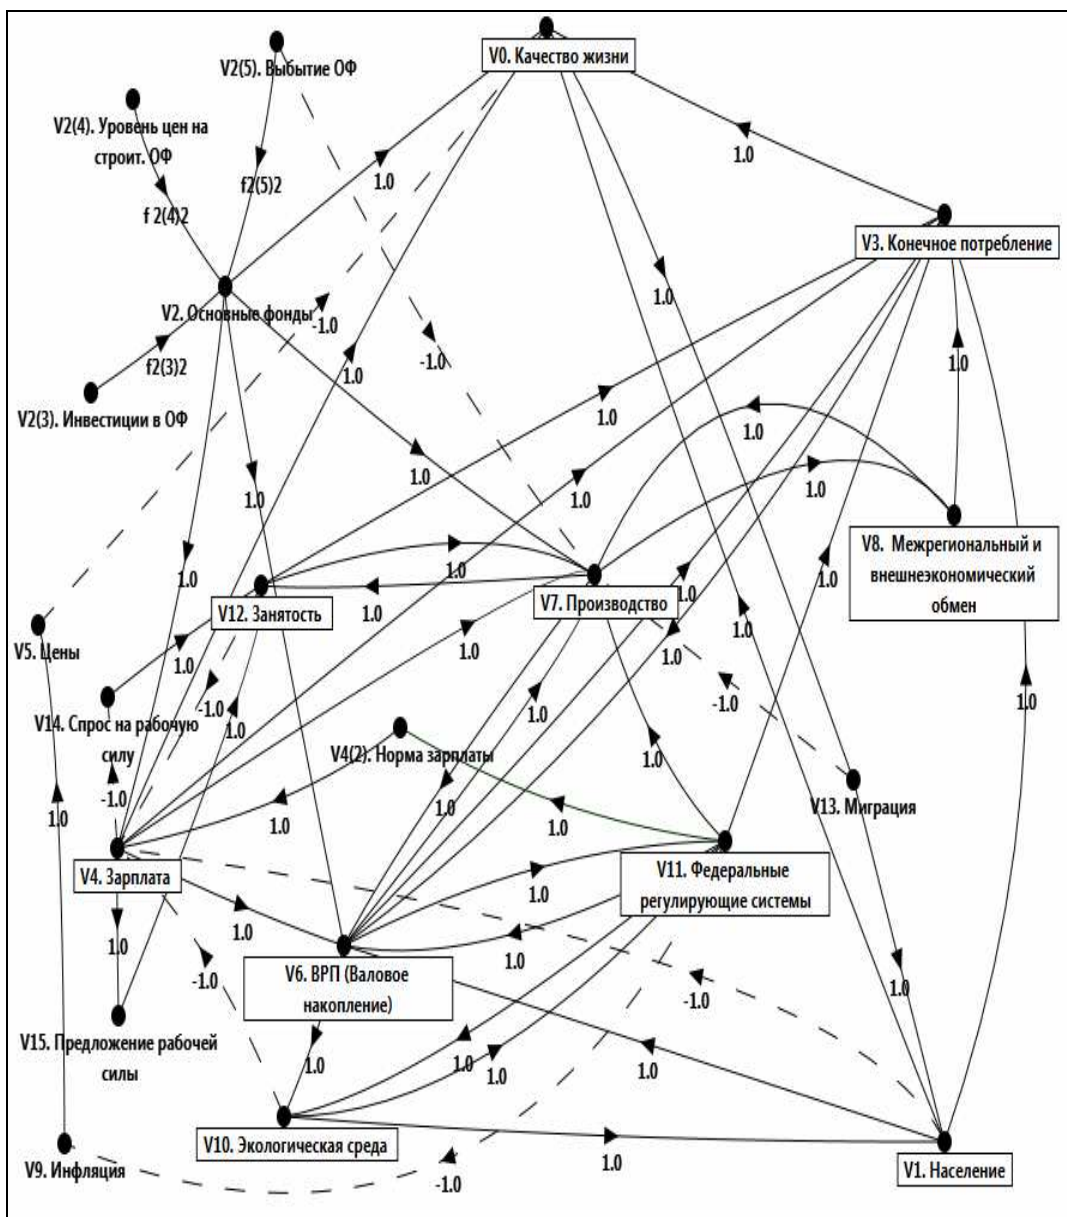 V0. Качество жизни
V2(5). Выбытие ОФ
V2(4). Уровень цен на
строит. ОФ
1.0
1.0
f2(5)2
f 2(4)2
V3. Конечное потребление
1.0
V2. Основные фонды
-1.0
f2(3)2
1.0
-1.0
1.0
V2(3). Инвестиции в ОФ
1.0
1.0
1.0
1.0
1.0
1.0
V8. Межрегиональный и
внешнеэкономический
обмен
1.0
1.0
1.0
V12. Занятость
1.0
V7. Производство
1.0
1.0
V5. Цены
1.0
1.0
1.0
1.0
-1.0
-1.0
1.0
1.0
1.0
V14. Спрос на рабочую
силу
V4(2). Норма зарплаты
1.0
-1.0
1.0
1.0
1.0
1.0
V13. Миграция
V4. Зарплата
V11. Федеральные
регулирующие системы
1.0
1.0
1.0
1.0
V6. ВРП (Валовое
накопление)
-1.0
-1.0
1.0
V15. Предложение рабочей
силы
1.0
1.0
1.0
1.0
V10. Экологическая среда
V9. Инфляция
1.0
-1.0
V1. Население